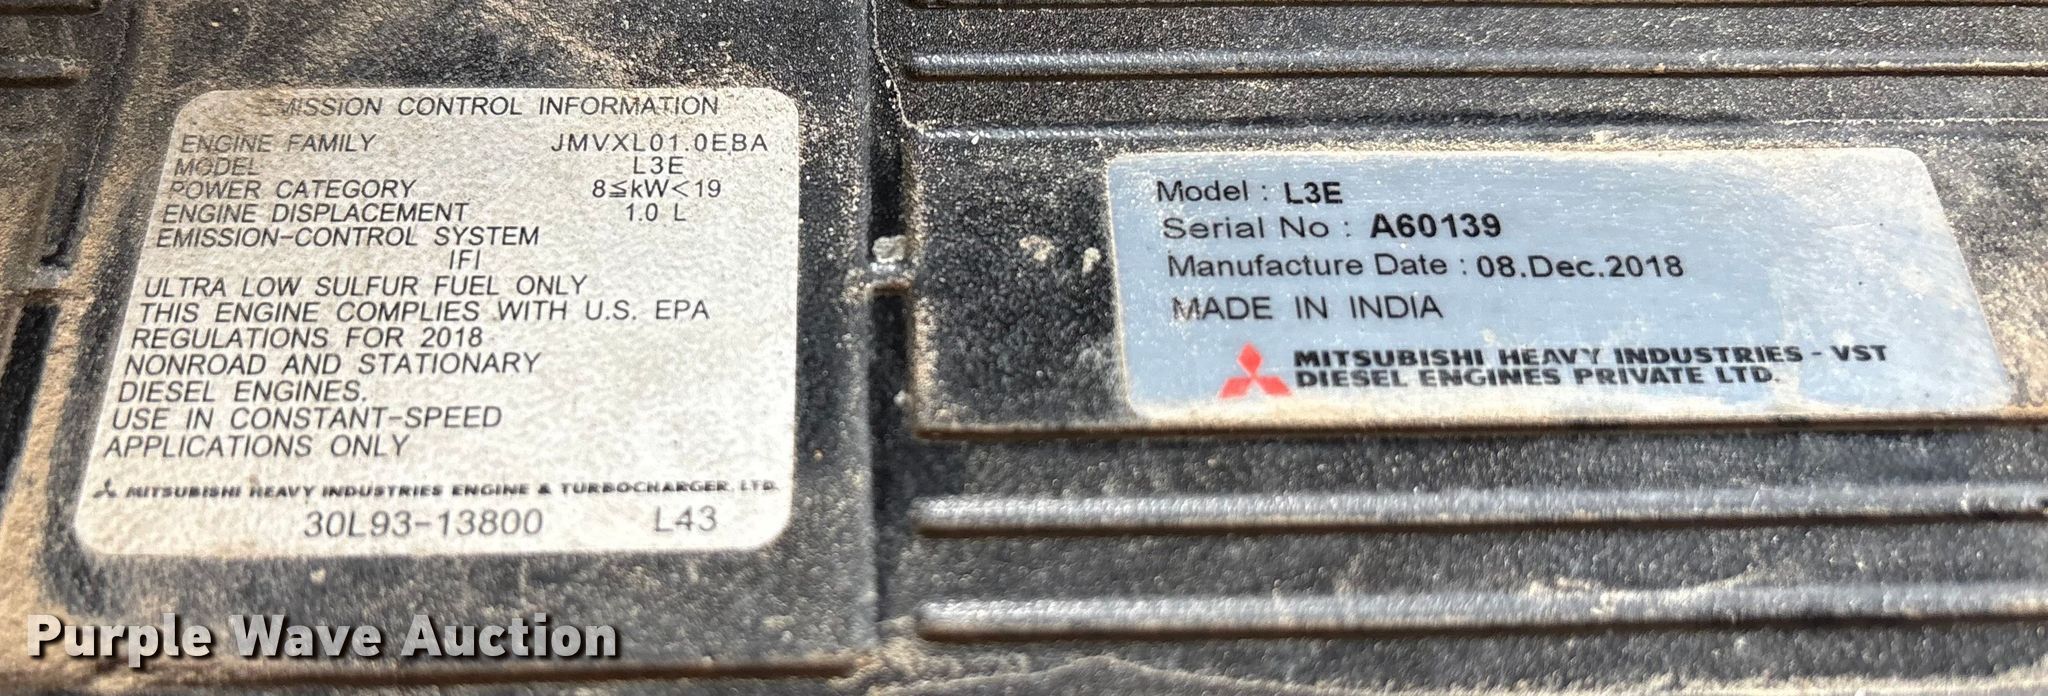 EMISSION CONTROL INFORMATION
ENGINE FAMILY JMVXL01.0EBA
MODEL L3E
POWER CATEGORY 8≤kW<19
ENGINE DISPLACEMENT 1.0 L
EMISSION-CONTROL SYSTEM
IFI
ULTRA LOW SULFUR FUEL ONLY
THIS ENGINE COMPLIES WITH U.S. EPA
REGULATIONS FOR 2018
NONROAD AND STATIONARY
DIESEL ENGINES.
USE IN CONSTANT-SPEED
APPLICATIONS ONLY
MITSUBISHI HEAVY INDUSTRIES ENGINE & TURBOCHARGER, LTD.
30L93-13800 L43
Model : L3E
Serial No : A60139
Manufacture Date : 08.Dec.2018
MADE IN INDIA
MITSUBISHI HEAVY INDUSTRIES - VST
DIESEL ENGINES PRIVATE LTD.
Purple Wave Auction